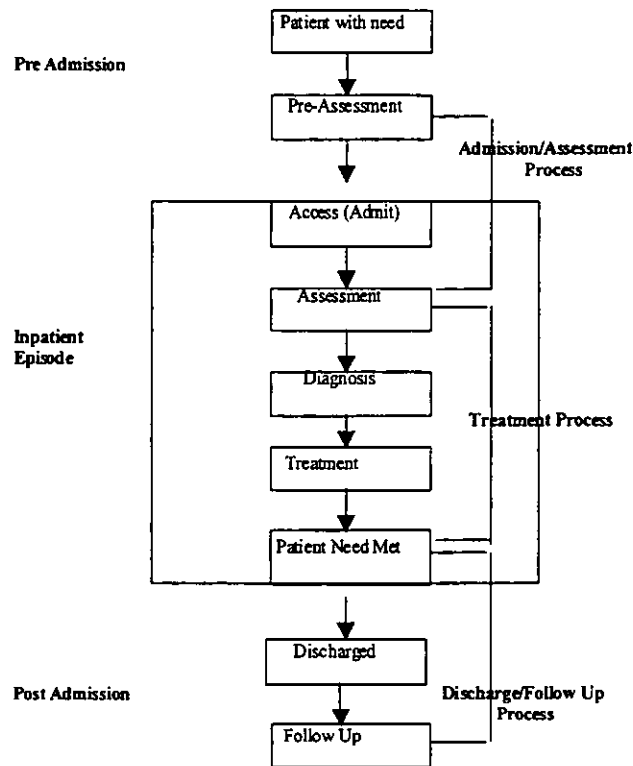 Patient with need
Pre Admission
Pre-Assessment
Admission/Assessment
Process
Access (Admit)
Assessment
Inpatient
Episode
Diagnosis
Treatment Process
Treatment
Patient Need Met
Discharged
Post Admission
Discharge/Follow Up
Process
Follow Up